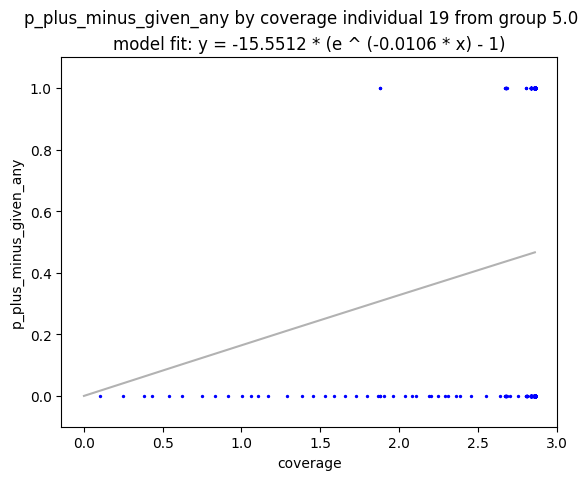 p_plus_minus_given_any by coverage individual 19 from group 5.0
model fit: y = -15.5512 * (e ^ (-0.0106 * x) - 1)
p_plus_minus_given_any
1.0
0.8
0.6
0.4
0.2
0.0
0.0 0.5 1.0 1.5 2.0 2.5 3.0
coverage